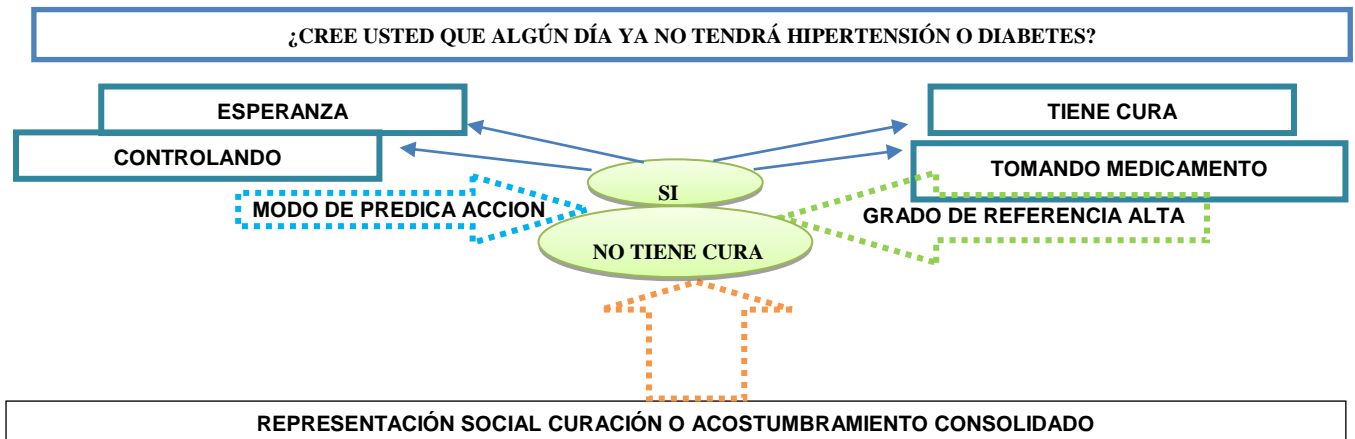 ¿CREE USTED QUE ALGÚN DÍA YA NO TENDRÁ HIPERTENSIÓN O DIABETES?
ESPERANZA
TIENE CURA
CONTROLANDO
TOMANDO MEDICAMENTO
SI
MODO DE PREDICA ACCION
GRADO DE REFERENCIA ALTA
NO TIENE CURA
REPRESENTACIÓN SOCIAL CURACIÓN O ACOSTUMBRAMIENTO CONSOLIDADO